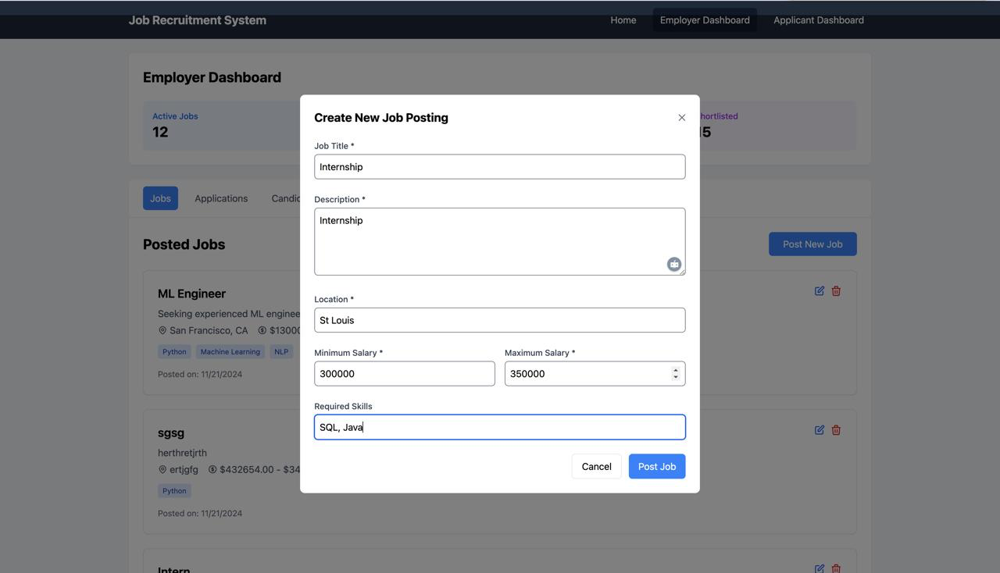 Job Recruitment System
Home
Employer Dashboard
Applicant Dashboard
Employer Dashboard
Active Jobs
12
hortlisted
15
Jobs
Applications
Candic
Posted Jobs
Post New Job
ML Engineer
Seeking experienced ML enginee
San Francisco, CA
$13000
Python
Machine Learning
NLP
Posted on: 11/21/2024
sgsg
herthretjrth
ertjgfg
$432654.00 - $34
Python
Posted on: 11/21/2024
Intern
Create New Job Posting
Job Title *
Internship
Description *
Internship
Location *
St Louis
Minimum Salary *
Maximum Salary *
300000
350000
Required Skills
SQL, Java
Cancel
Post Job